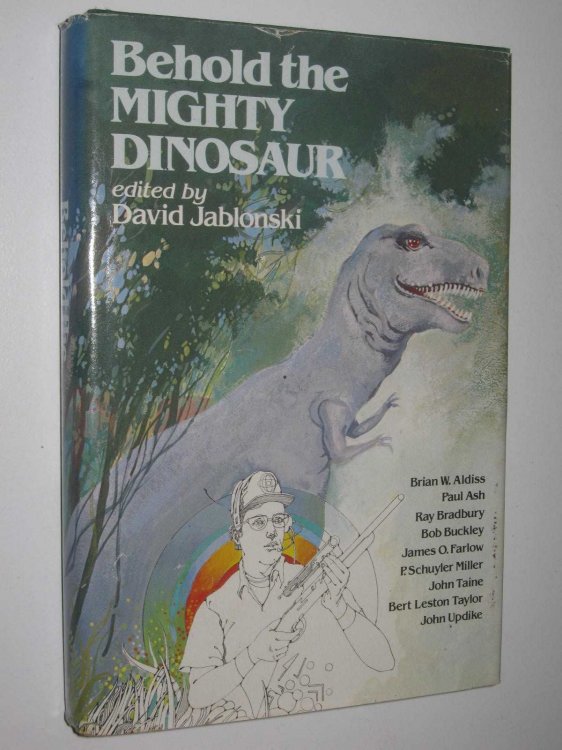 Behold the
MIGHTY
DINOSAUR
edited by
David Jablonski
Brian W. Aldiss
Paul Ash
Ray Bradbury
Bob Buckley
James O. Farlow
P. Schuyler Miller
John Taine
Bert Leston Taylor
John Updike